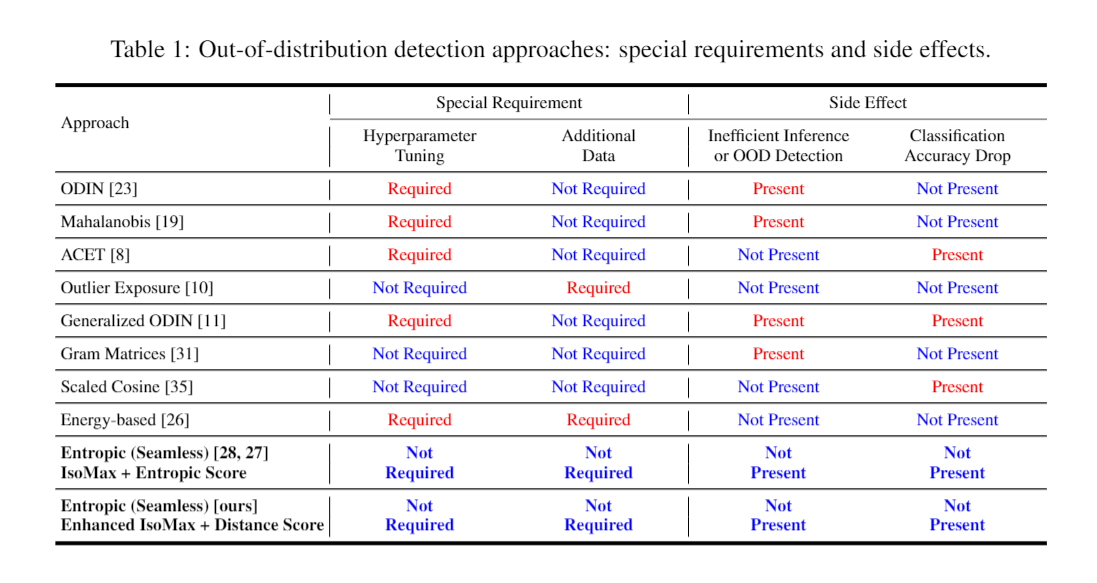 Table 1: Out-of-distribution detection approaches: special requirements and side effects.
Approach Special Requirement Side Effect
Hyperparameter Tuning Additional Data Inefficient Inference or OOD Detection Classification Accuracy Drop
ODIN [23] Required Not Required Present Not Present
Mahalanobis [19] Required Not Required Present Not Present
ACET [8] Required Not Required Not Present Present
Outlier Exposure [10] Not Required Required Not Present Not Present
Generalized ODIN [11] Required Not Required Present Present
Gram Matrices [31] Not Required Not Required Present Not Present
Scaled Cosine [35] Not Required Not Required Not Present Present
Energy-based [26] Required Required Not Present Not Present
Entropic (Seamless) [28, 27] Not Not Not Not
IsoMax + Entropic Score Required Required Present Present
Entropic (Seamless) [ours] Not Not Not Not
Enhanced IsoMax + Distance Score Required Required Present Present